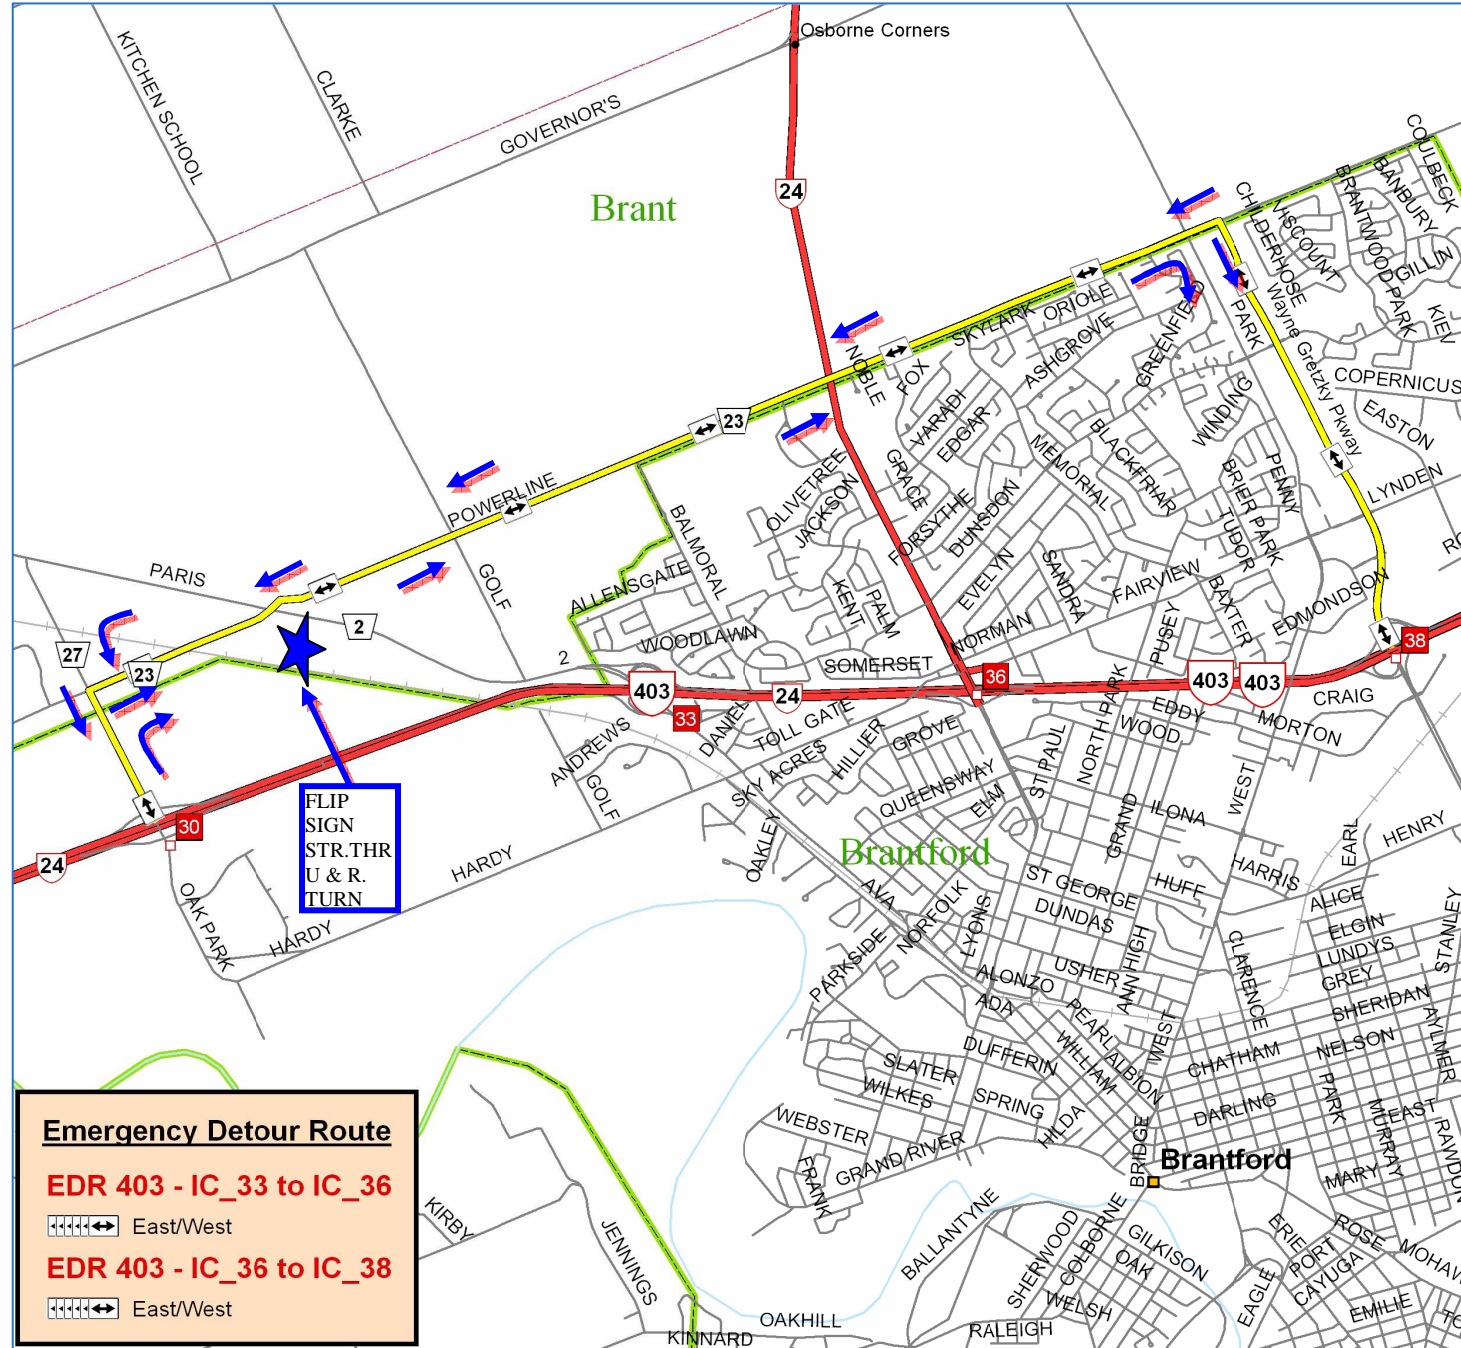 Osborne Corners
KITCHEN SCHOOL
CLARKE
GOVERNOR'S
24
Brant
COULBECK
BANBURY
BRANTWOOD PARK
GILLIN
VISCOUNT
CHILDERHOSE
KIEV
Wayne Gretzky Pkway
PARK
COPERNICUS
EASTON
LYNDEN
SKYLARK
ORIOLE
ASHGROVE
GREENFIELD
WINDING
NOBLE
FOX
VARADI
EDGAR
MEMORIAL
BLACKFRIAR
BRIER PARK
PENNY
TUDOR
23
POWERLINE
OLIVETREE
JACKSON
GRACE
FORSYTHE
DUNSDON
EVELYN
SANDRA
FAIRVIEW
BAXTER
EDMONDSON
PUSEY
NORMAN
BALMORAL
ALLENSGATE
WOODLAWN
KENT
PALM
SOMERSET
PARIS
GOLF
2
27
23
2
403
33
24
36
403
403
38
CRAIG
MORTON
EDDY
WOOD
NORTH PARK
ST PAUL
WEST
ANDREWS
GOLF
DANIEL
TOLL GATE
SKY ACRES
HILLIER
GROVE
QUEENSWAY
ELM
GRAND
ILONA
HARRIS
EARL
HENRY
30
24
FLIP
SIGN
STR.THR
U & R.
TURN
OAK PARK
HARDY
HARDY
OAKLEY
Brantford
AVA
NORFOLK
LYONS
ST GEORGE
DUNDAS
HUFF
ALICE
ELGIN
LUNDYS
GREY
STANLEY
SHERIDAN
CLARENCE
PARKSIDE
ALONZO
USHER
ANN HIGH
ADA
PEARL
ALBION
WILLIAM
WEST
CHATHAM
NELSON
AYLMER
DARLING
PARK
MURRAY
EAST
RAWDON
MARY
DUFFERIN
SLATER
WILKES
SPRING
HILDA
WEBSTER
GRAND RIVER
FRANK
BRIDGE
Brantford
BALLANTYNE
SHERWOOD
COLBORNE
GILKISON
OAK
WELSH
RALEIGH
EAGLE
ERIE
PORT
ROSE
CAYUGA
MOHAW
EMILIE
KIRBY
JENNINGS
OAKHILL
KINNARD
Emergency Detour Route
EDR 403 - IC_33 to IC_36
East/West
EDR 403 - IC_36 to IC_38
East/West